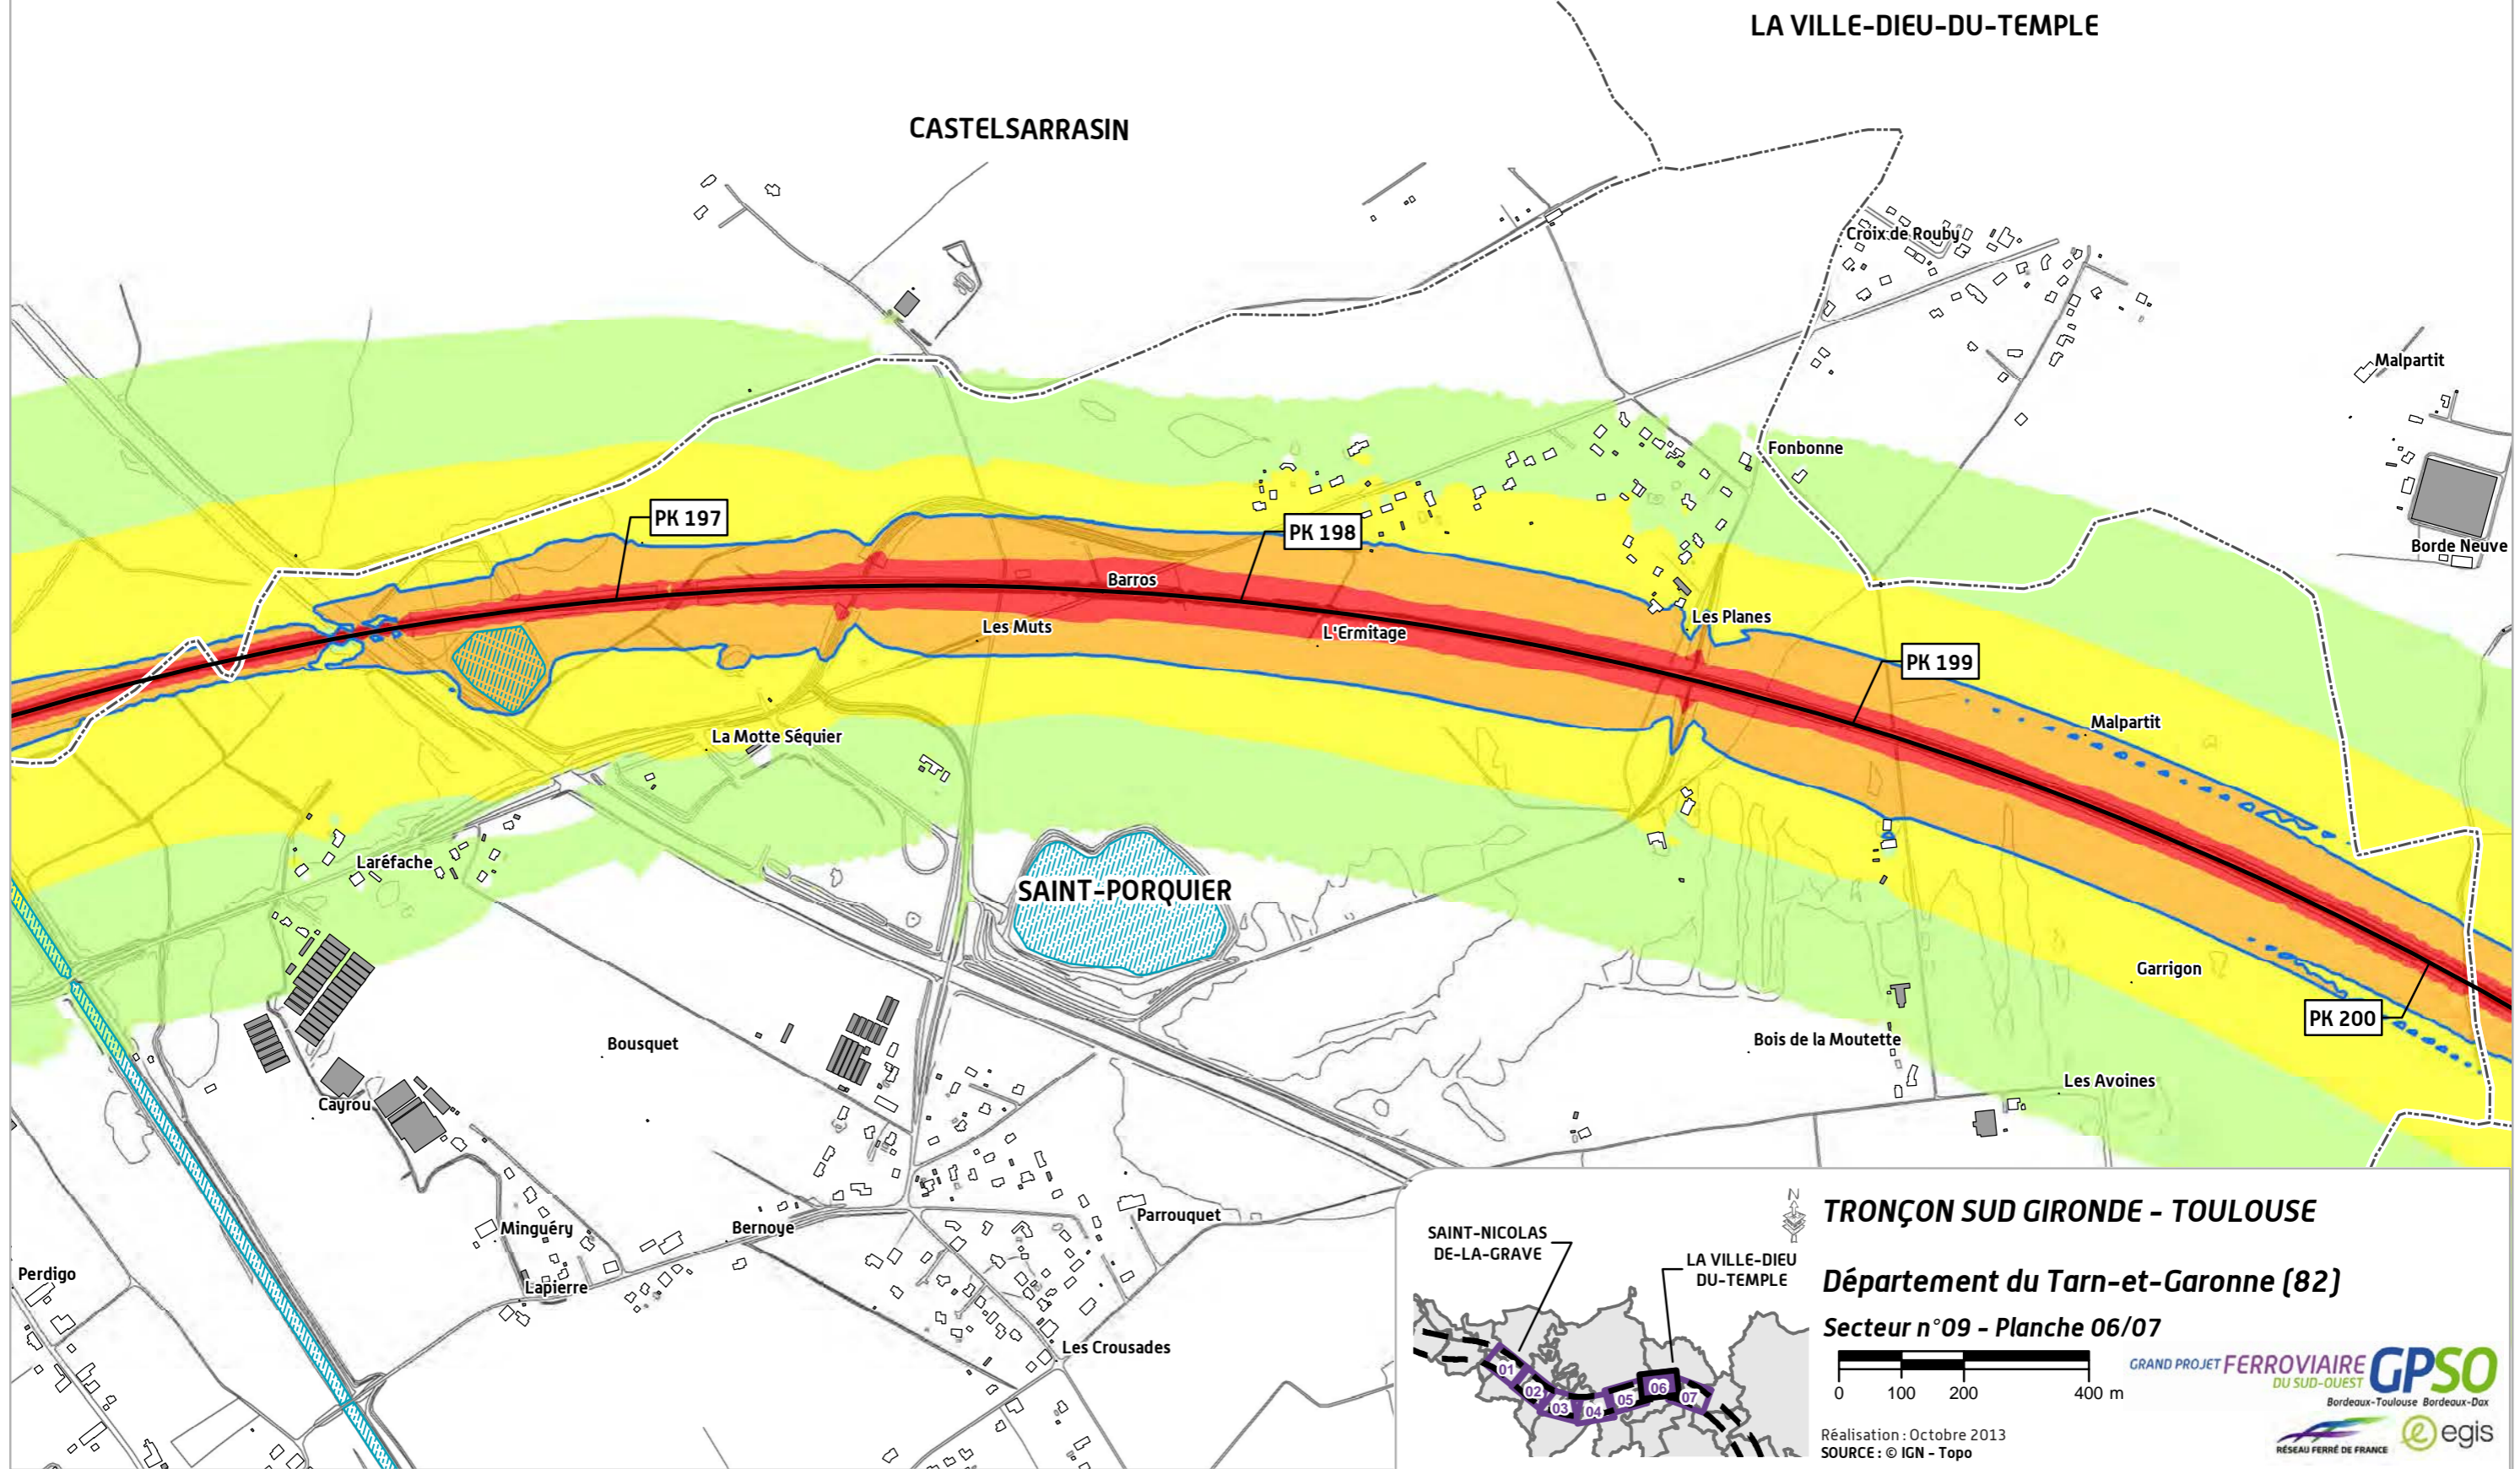 LA VILLE-DIEU-DU-TEMPLE
CASTELSARRASIN
Croix de Rouby
Malpartit
Fonbonne
Borde Neuve
PK 197
PK 198
Barros
Les Muts
L'Ermitage
Les Planes
PK 199
Malpartit
La Motte Séquier
Laréfache
SAINT-PORQUIER
Garrigon
PK 200
Bois de la Moutette
Bousquet
Les Avoines
Cayrou
Minguéry
Bernoye
Parrouquet
Perdigo
Lapierre
Les Crousades
SAINT-NICOLAS
DE-LA-GRAVE
LA VILLE-DIEU
DU-TEMPLE
01
02
03
04
05
06
07
N
TRONÇON SUD GIRONDE - TOULOUSE
Département du Tarn-et-Garonne (82)
Secteur n°09 - Planche 06/07
0 100 200 400 m
Réalisation : Octobre 2013
SOURCE : © IGN - Topo
GRAND PROJET FERROVIAIRE
DU SUD-OUEST
GPSO
Bordeaux-Toulouse Bordeaux-Dax
RÉSEAU FERRÉ DE FRANCE
e egis